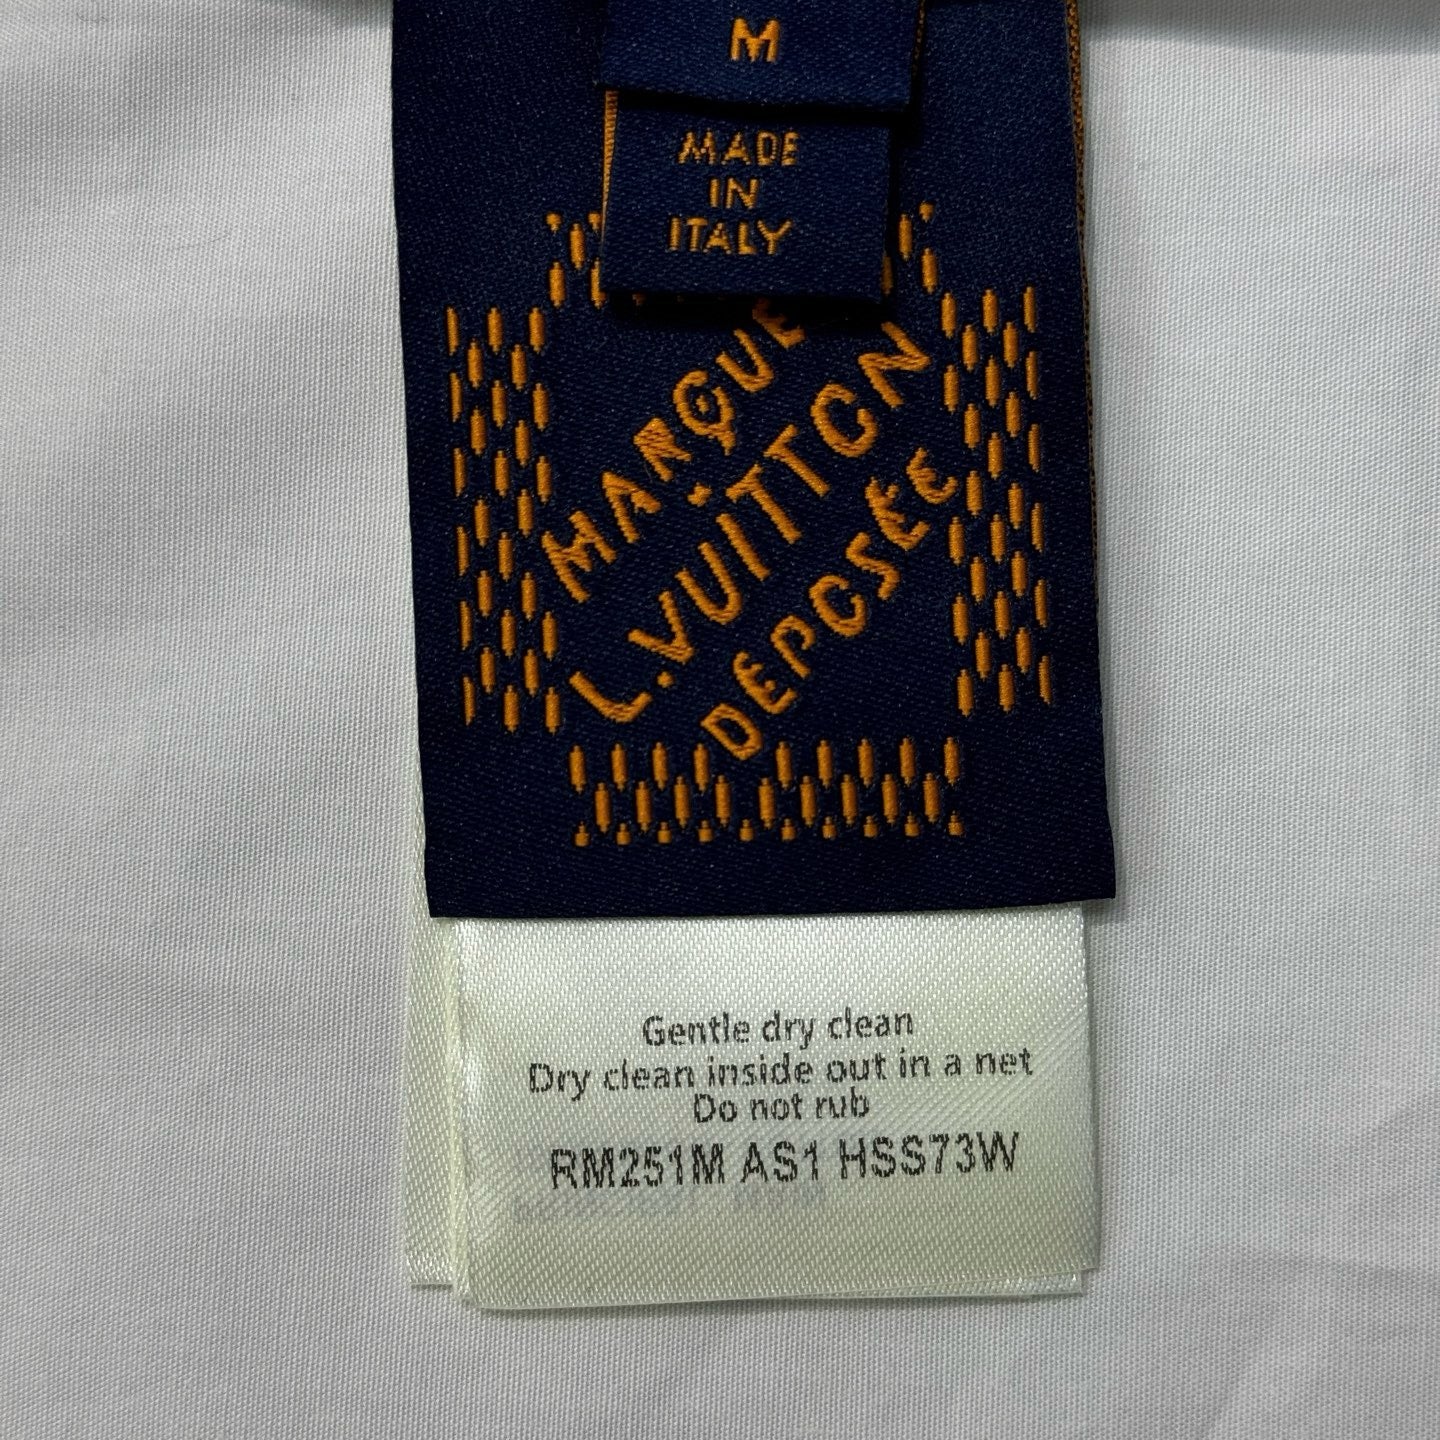 M
MADE
IN
ITALY
MARQUE
L.VUITTON
DÉPOSÉE
Gentle dry clean
Dry clean inside out in a net
Do not rub
RM251M AS1 HSS73W